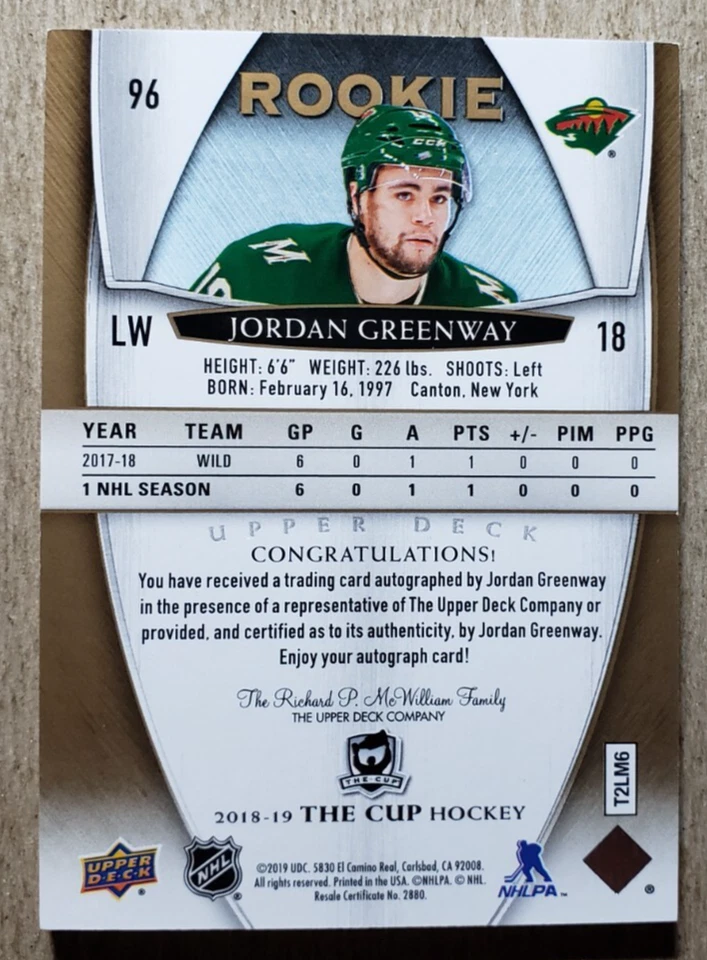 96
ROOKIE
CCM
LW
JORDAN GREENWAY
18
HEIGHT: 6'6" WEIGHT: 226 lbs. SHOOTS: Left
BORN: February 16, 1997 Canton, New York
YEAR TEAM GP G A PTS +/- PIM PPG
2017-18 WILD 6 0 1 1 0 0 0
1 NHL SEASON 6 0 1 1 0 0 0
UPPER DECK
CONGRATULATIONS!
You have received a trading card autographed by Jordan Greenway
in the presence of a representative of The Upper Deck Company or
provided, and certified as to its authenticity, by Jordan Greenway.
Enjoy your autograph card!
The Richard P. McWilliam Family
THE UPPER DECK COMPANY
THE·CUP
2018-19 THE CUP HOCKEY
T2LM6
UPPER
DECK
®
NHL
®
©2019 UDC. 5830 El Camino Real, Carlsbad, CA 92008.
All rights reserved. Printed in the USA. ©NHLPA. © NHL.
Resale Certificate No. 2880.
NHLPA™
®